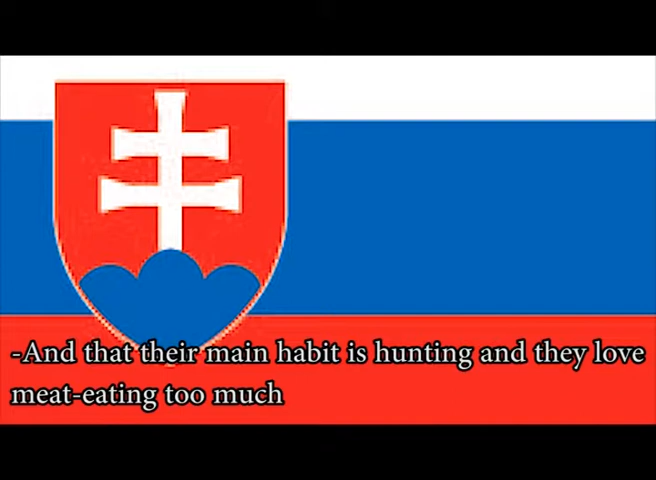 -And that their main habit is hunting and they love
meat-eating too much